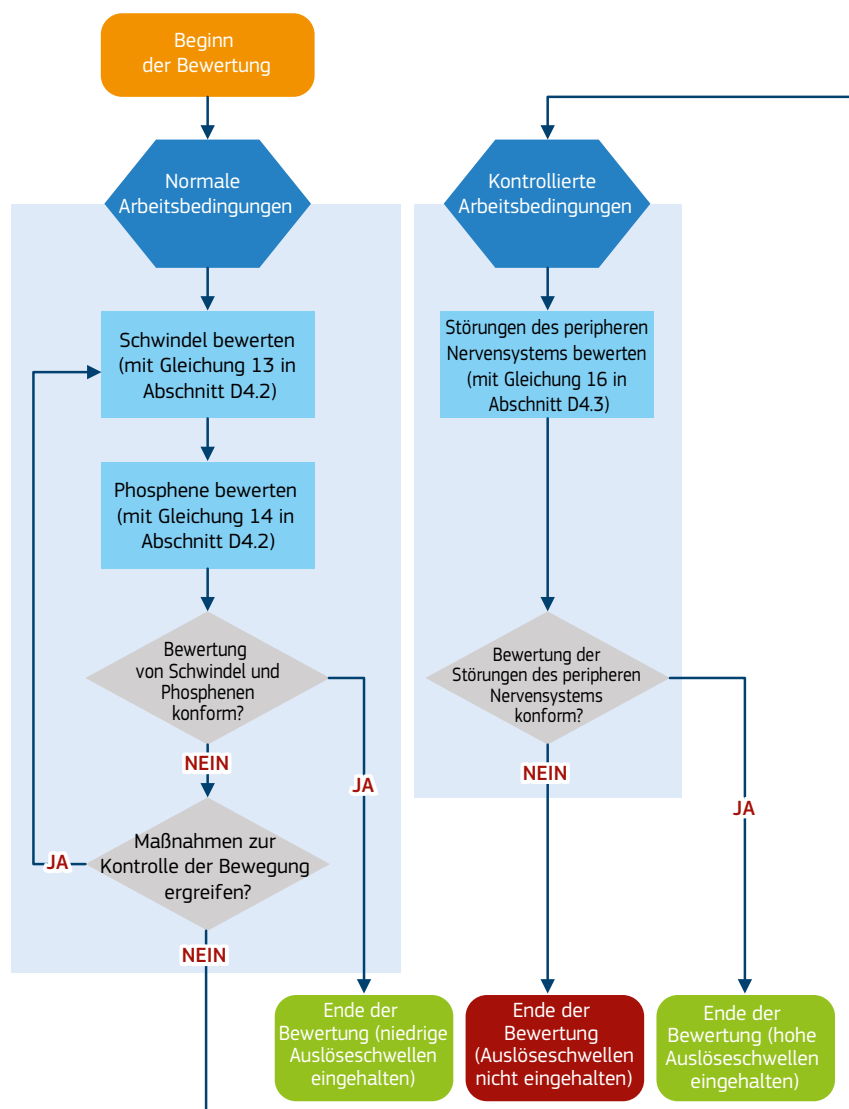 Beginn
der Bewertung
Normale
Arbeitsbedingungen
Schwindel bewerten
(mit Gleichung 13 in
Abschnitt D4.2)
Phosphene bewerten
(mit Gleichung 14 in
Abschnitt D4.2)
Bewertung
von Schwindel und
Phosphenen
konform?
NEIN
JA
Maßnahmen zur
Kontrolle der Bewegung
ergreifen?
JA
NEIN
Ende der
Bewertung (niedrige
Auslöseschwellen
eingehalten)
Kontrollierte
Arbeitsbedingungen
Störungen des peripheren
Nervensystems bewerten
(mit Gleichung 16 in
Abschnitt D4.3)
Bewertung der
Störungen des peripheren
Nervensystems
konform?
NEIN
JA
Ende der
Bewertung
(Auslöseschwellen
nicht eingehalten)
Ende der
Bewertung (hohe
Auslöseschwellen
eingehalten)